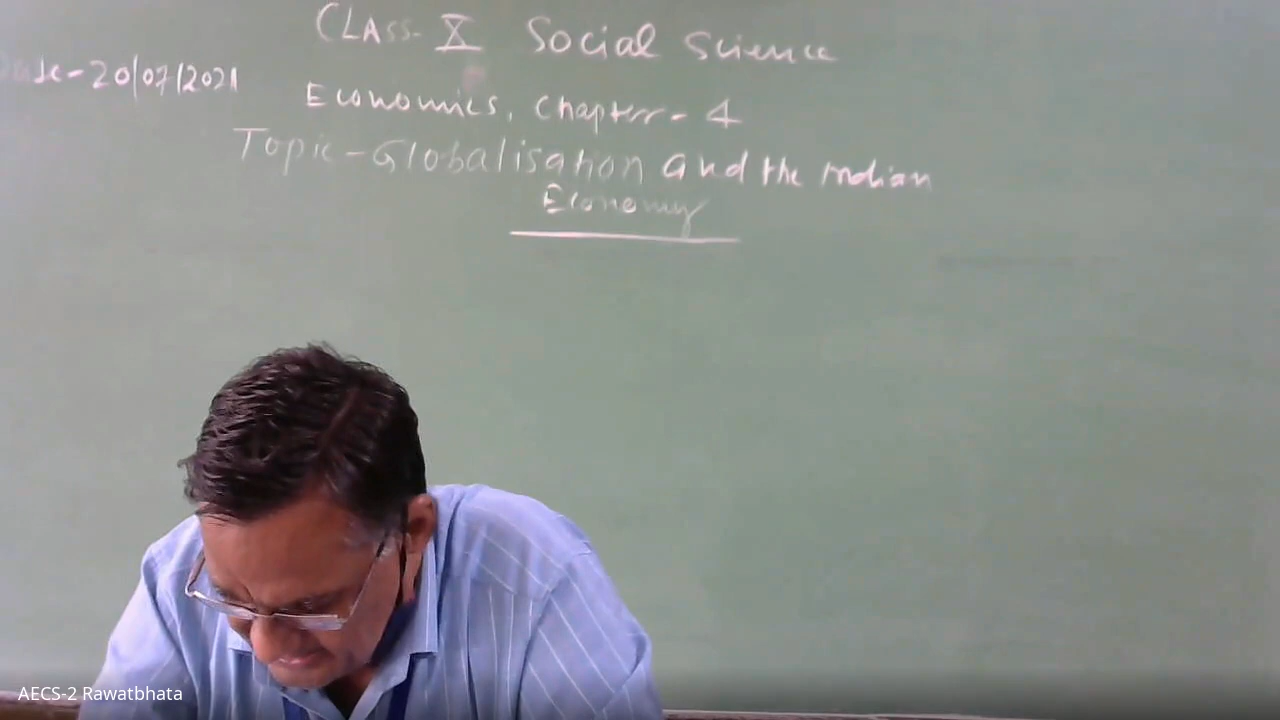 CLASS-X Social Science
Date-20/07/2021
Economics, Chapter-4
Topic-Globalisation and the Indian
Economy
AECS-2 Rawatbhata